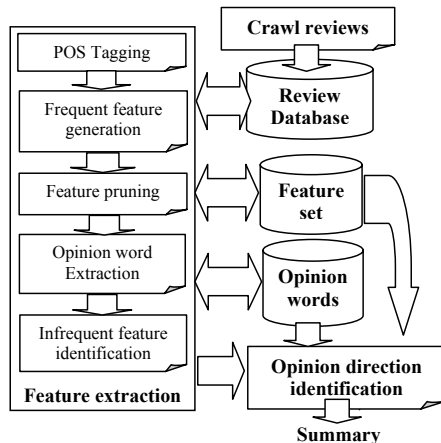 POS Tagging
Frequent feature
generation
Feature pruning
Opinion word
Extraction
Infrequent feature
identification
Feature extraction
Crawl reviews
Review
Database
Feature
set
Opinion
words
Opinion direction
identification
Summary